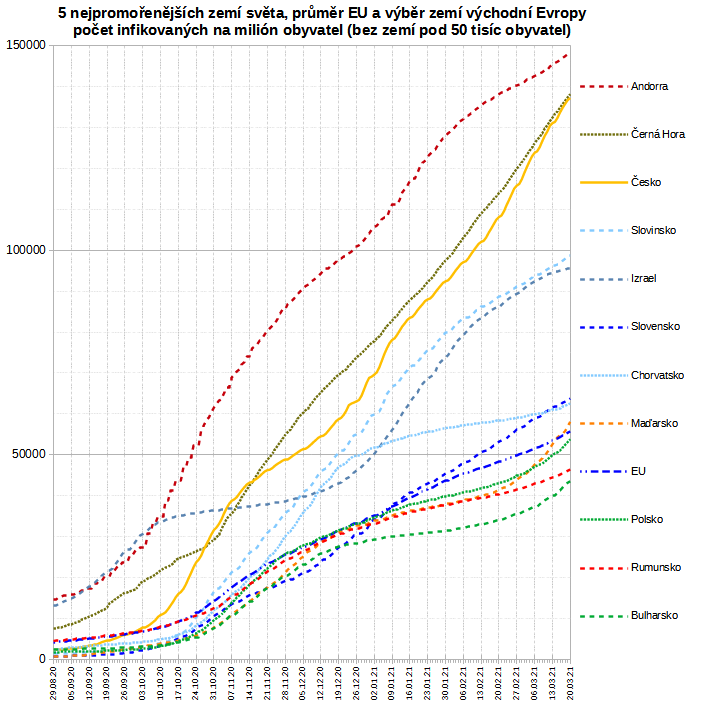 5 nejpromořenějších zemí světa, průměr EU a výběr zemí východní Evropy
počet infikovaných na milión obyvatel (bez zemí pod 50 tisíc obyvatel)
150000
100000
50000
0
Andorra
Černá Hora
Česko
Slovinsko
Izrael
Slovensko
Chorvatsko
Maďarsko
EU
Polsko
Rumunsko
Bulharsko
29.08.20
05.09.20
12.09.20
19.09.20
26.09.20
03.10.20
10.10.20
17.10.20
24.10.20
31.10.20
07.11.20
14.11.20
21.11.20
28.11.20
05.12.20
12.12.20
19.12.20
26.12.20
02.01.21
09.01.21
16.01.21
23.01.21
30.01.21
06.02.21
13.02.21
20.02.21
27.02.21
06.03.21
13.03.21
20.03.21